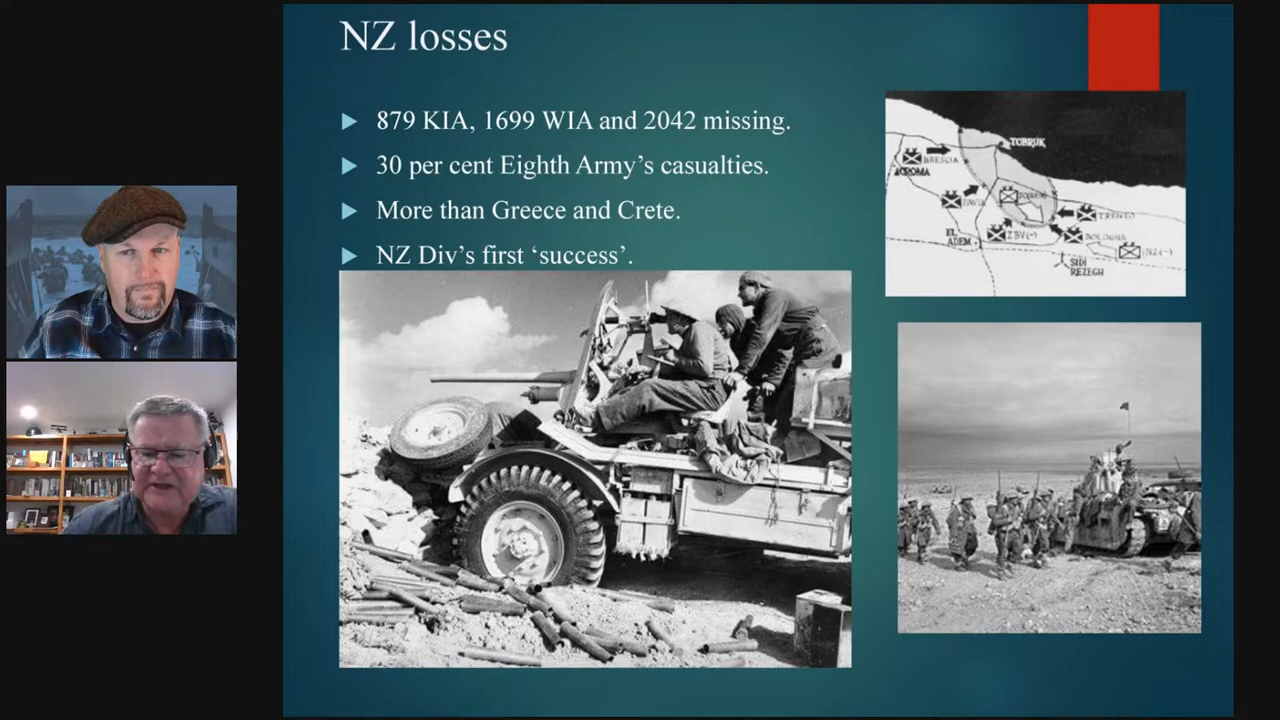 NZ losses
879 KIA, 1699 WIA and 2042 missing.
30 per cent Eighth Army’s casualties.
More than Greece and Crete.
NZ Div’s first ‘success’.
TOBRUK
BRESCIA
ACROMA
PAVIA
TRENTO
EL ADEM
BOLOGNA
SIDI REZEGH